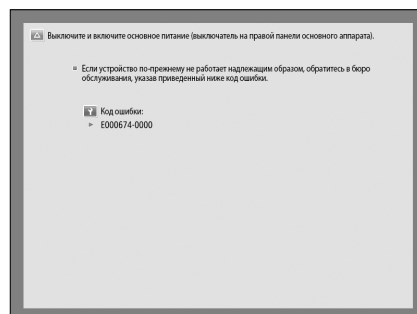 Выключите и включите основное питание (выключатель на правой панели основного аппарата).
Если устройство по-прежнему не работает надлежащим образом, обратитесь в бюро
обслуживания, указав приведенный ниже код ошибки.
Код ошибки:
E000674-0000